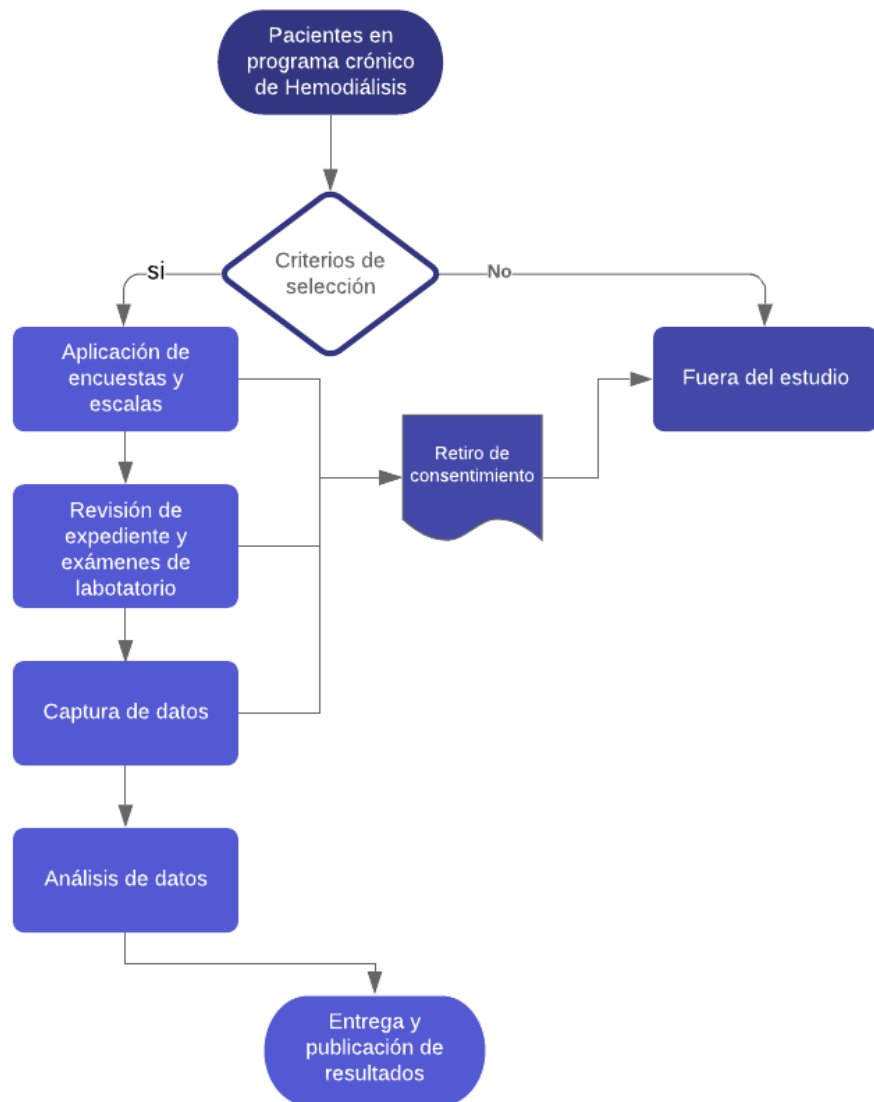 Pacientes en
programa crónico
de Hemodiálisis
Criterios de
selección
si
No
Aplicación de
encuestas y
escalas
Fuera del estudio
Retiro de
consentimiento
Revisión de
expediente y
exámenes de
labotatorio
Captura de datos
Análisis de datos
Entrega y
publicación de
resultados